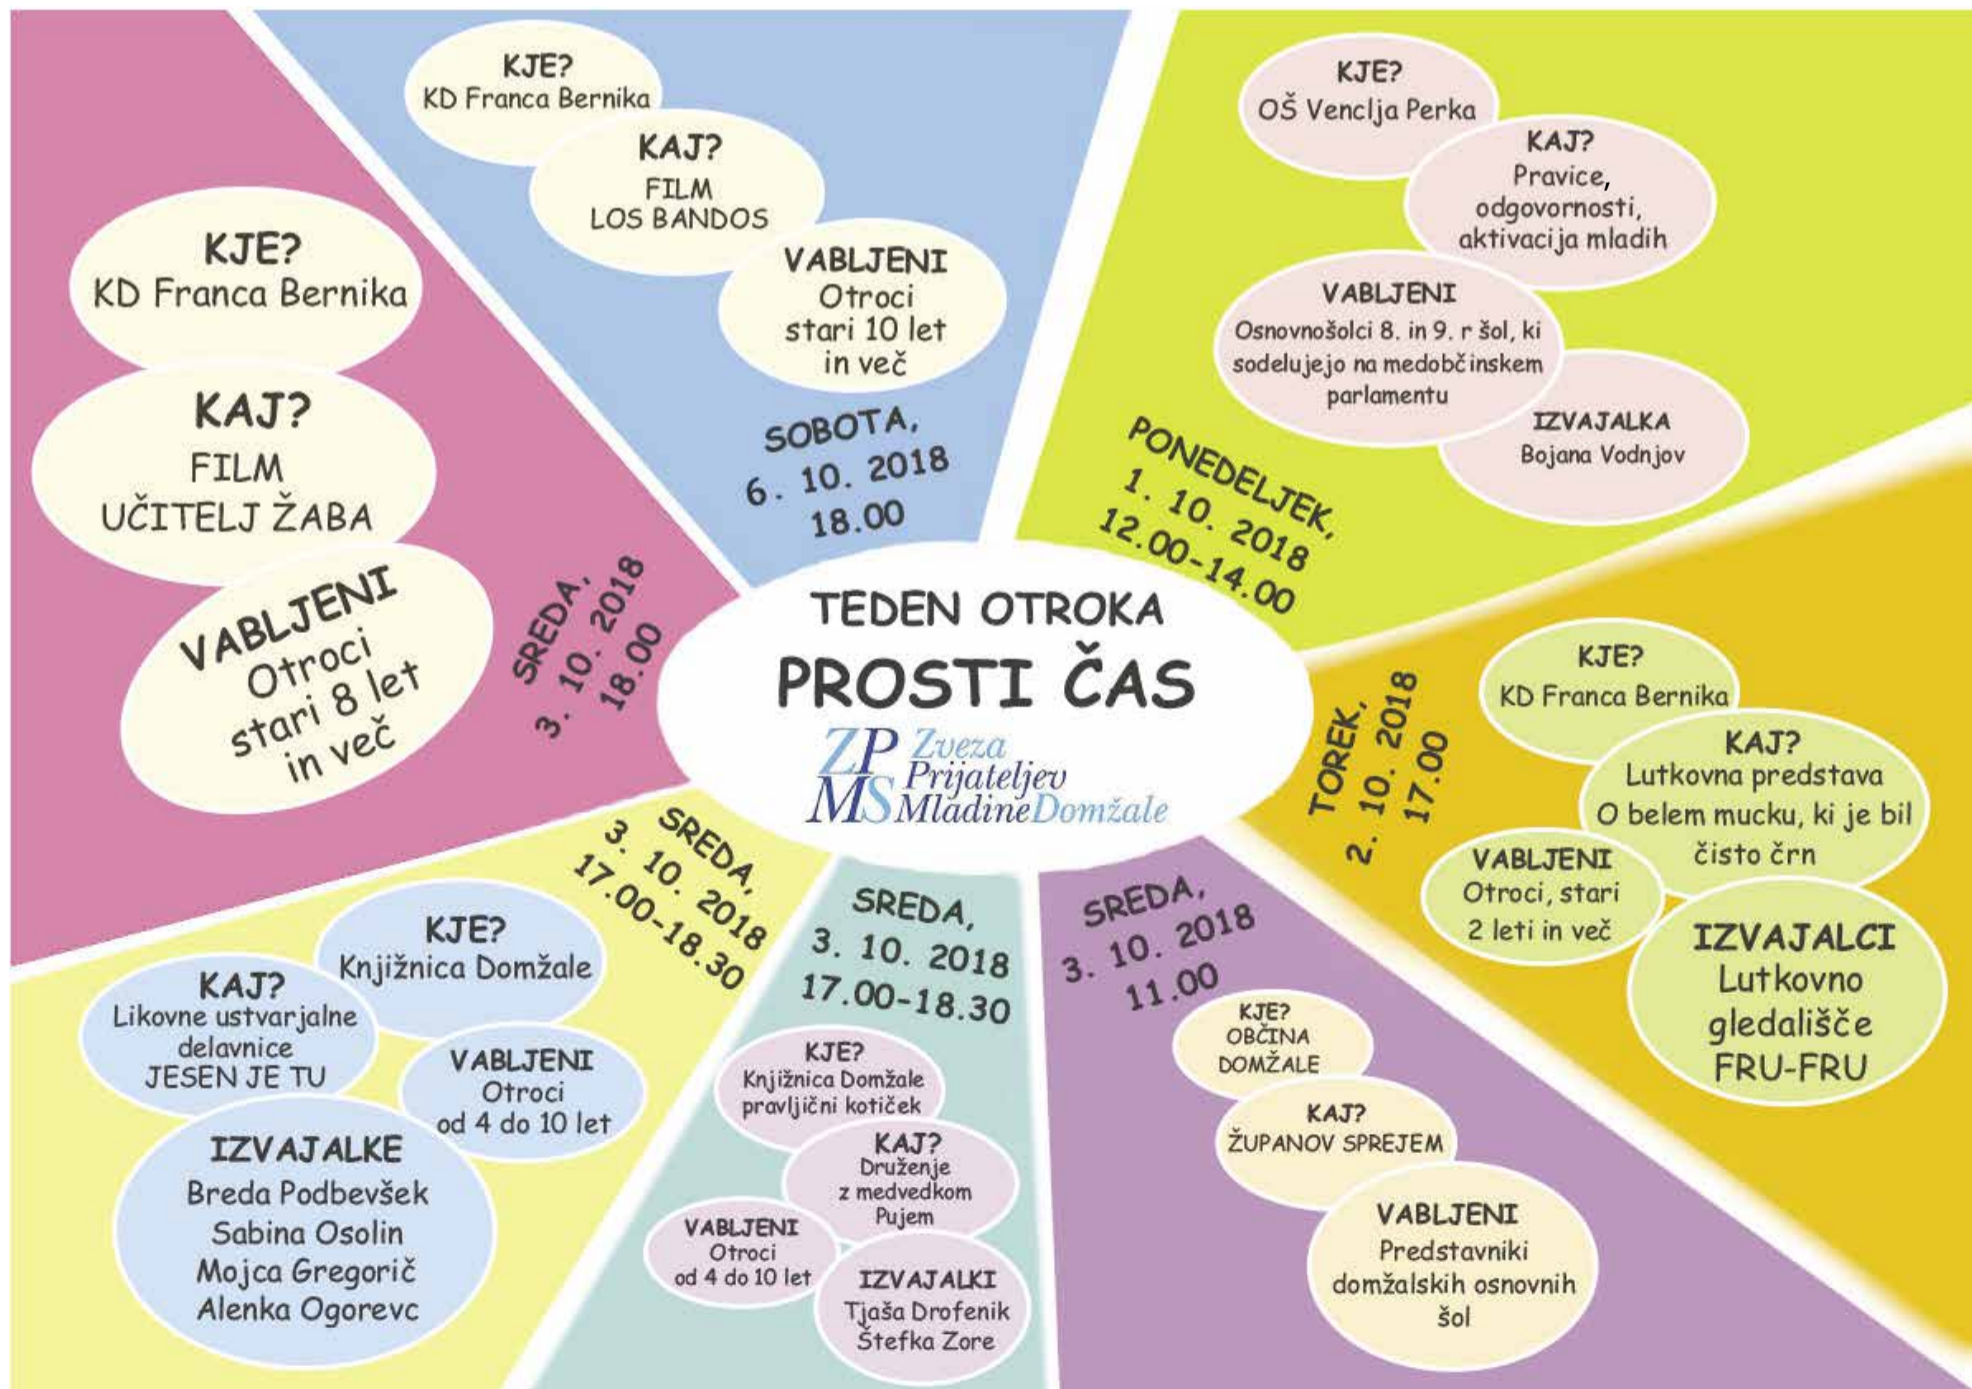 TEDEN OTROKA
PROSTI ČAS
ZPMS
Zveza
Prijateljev
Mladine Domžale
PONEDELJEK,
1. 10. 2018
12.00-14.00
KJE?
OŠ Venclja Perka
KAJ?
Pravice,
odgovornosti,
aktivacija mladih
VABLJENI
Osnovnošolci 8. in 9. r šol, ki
sodelujejo na medobčinskem
parlamentu
IZVAJALKA
Bojana Vodnjov
TOREK,
2. 10. 2018
17.00
KJE?
KD Franca Bernika
KAJ?
Lutkovna predstava
O belem mucku, ki je bil
čisto črn
VABLJENI
Otroci, stari
2 leti in več
IZVAJALCI
Lutkovno
gledališče
FRU-FRU
SREDA,
3. 10. 2018
11.00
KJE?
OBČINA
DOMŽALE
KAJ?
ŽUPANOV SPREJEM
VABLJENI
Predstavniki
domžalskih osnovnih
šol
SREDA,
3. 10. 2018
17.00-18.30
KJE?
Knjižnica Domžale
pravljični kotiček
KAJ?
Druženje
z medvedkom
Pujem
VABLJENI
Otroci
od 4 do 10 let
IZVAJALKI
Tjaša Drofenik
Štefka Zore
SREDA,
3. 10. 2018
17.00-18.30
KJE?
Knjižnica Domžale
KAJ?
Likovne ustvarjalne
delavnice
JESEN JE TU
VABLJENI
Otroci
od 4 do 10 let
IZVAJALKE
Breda Podbevšek
Sabina Osolin
Mojca Gregorič
Alenka Ogorevc
SREDA,
3. 10. 2018
18.00
KJE?
KD Franca Bernika
KAJ?
FILM
UČITELJ ŽABA
VABLJENI
Otroci
stari 8 let
in več
SOBOTA,
6. 10. 2018
18.00
KJE?
KD Franca Bernika
KAJ?
FILM
LOS BANDOS
VABLJENI
Otroci
stari 10 let
in več